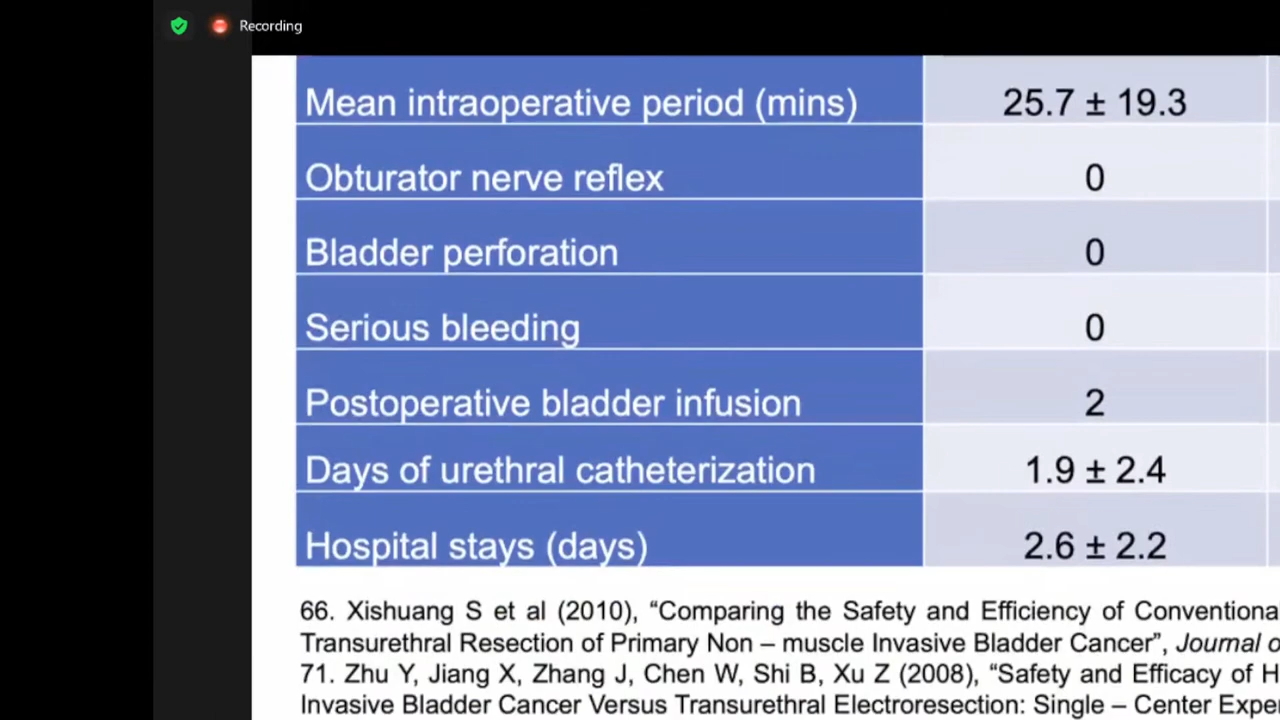 Recording
Mean intraoperative period (mins) 25.7 ± 19.3
Obturator nerve reflex 0
Bladder perforation 0
Serious bleeding 0
Postoperative bladder infusion 2
Days of urethral catheterization 1.9 ± 2.4
Hospital stays (days) 2.6 ± 2.2
66. Xishuang S et al (2010), “Comparing the Safety and Efficiency of Conventiona
Transurethral Resection of Primary Non – muscle Invasive Bladder Cancer”, Journal o
71. Zhu Y, Jiang X, Zhang J, Chen W, Shi B, Xu Z (2008), “Safety and Efficacy of H
Invasive Bladder Cancer Versus Transurethral Electroresection: Single – Center Exper